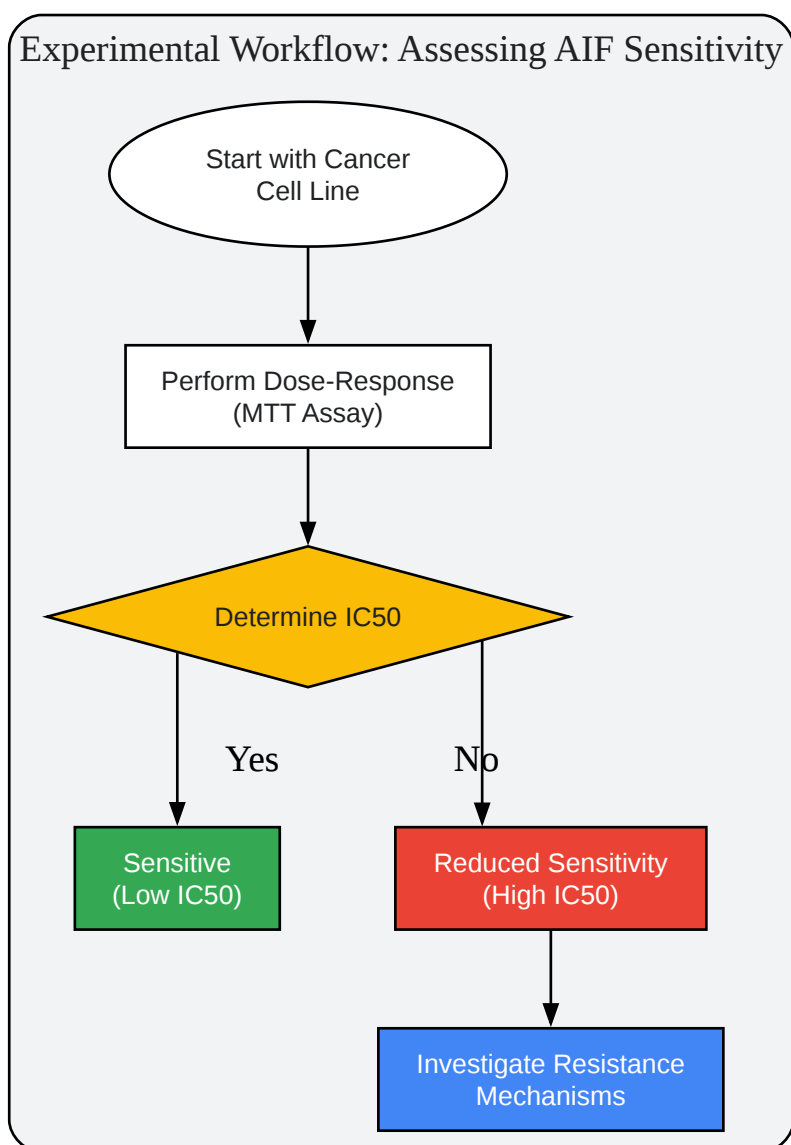 Experimental Workflow: Assessing AIF Sensitivity
Start with Cancer
Cell Line
Perform Dose-Response
(MTT Assay)
Determine IC50
Yes
No
Sensitive
(Low IC50)
Reduced Sensitivity
(High IC50)
Investigate Resistance
Mechanisms